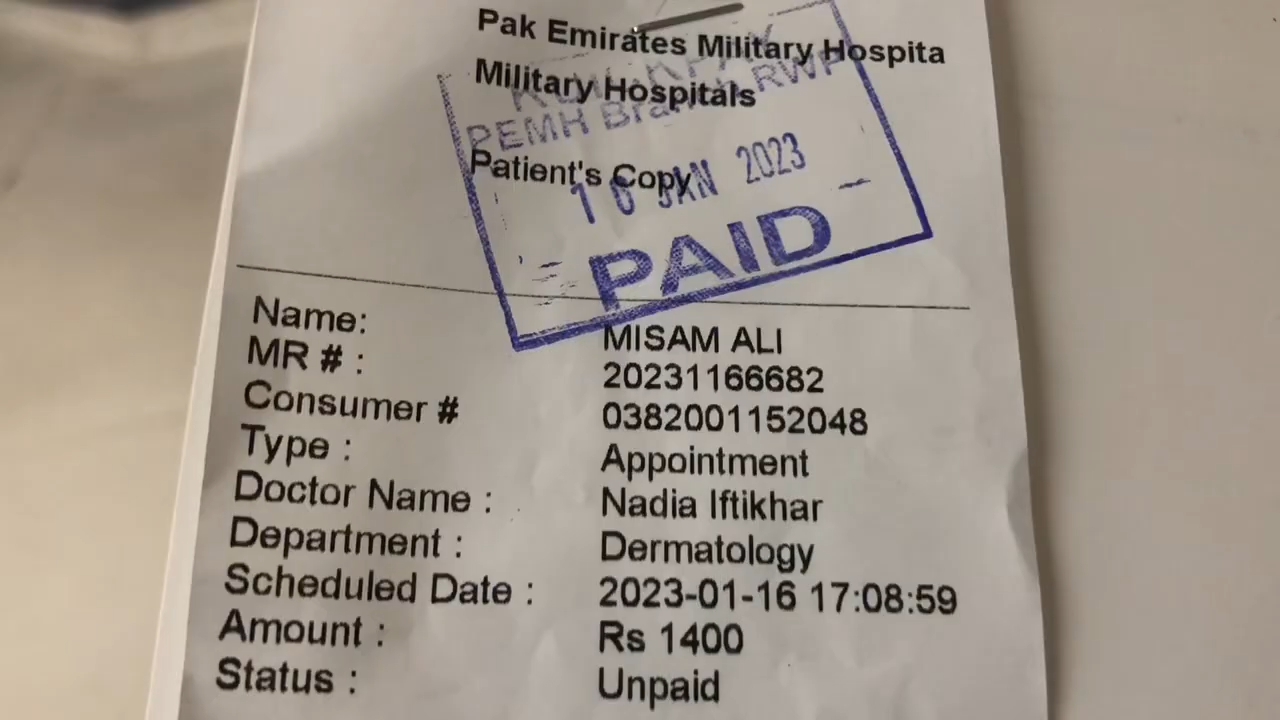 Pak Emirates Military Hospita
Military Hospitals
PEMH Branch RWP
Patient's Copy
JAN 2023
PAID
Name: MISAM ALI
MR # : 20231166682
Consumer # 0382001152048
Type : Appointment
Doctor Name : Nadia Iftikhar
Department : Dermatology
Scheduled Date : 2023-01-16 17:08:59
Amount : Rs 1400
Status : Unpaid